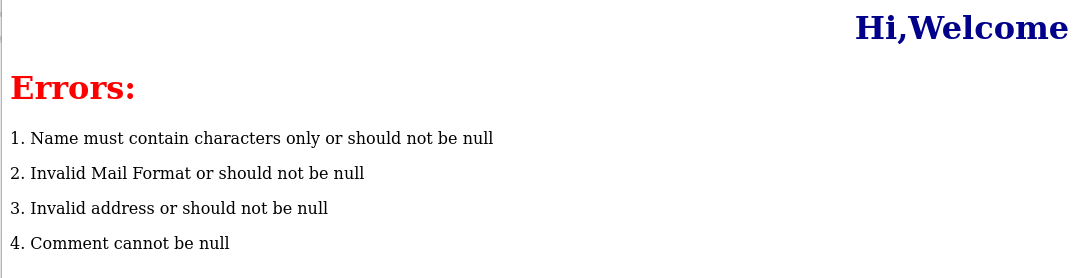 Hi,Welcome
Errors:
1. Name must contain characters only or should not be null
2. Invalid Mail Format or should not be null
3. Invalid address or should not be null
4. Comment cannot be null